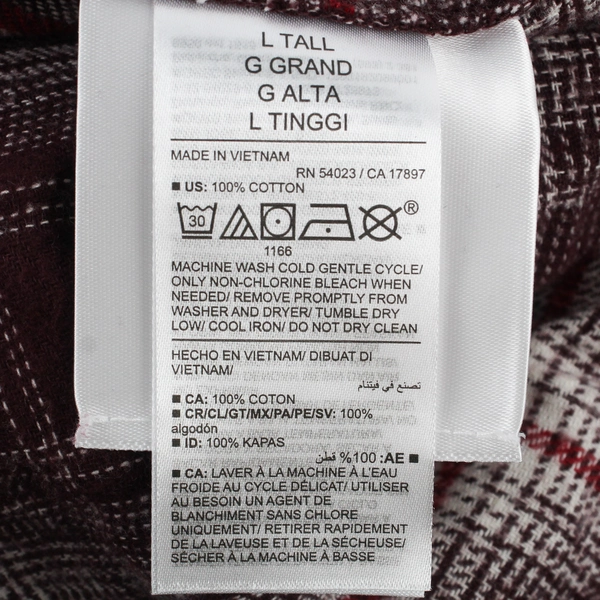 L TALL
G GRAND
G ALTA
L TINGGI
MADE IN VIETNAM
RN 54023 / CA 17897
■ US: 100% COTTON
30
®
1166
MACHINE WASH COLD GENTLE CYCLE/
ONLY NON-CHLORINE BLEACH WHEN
NEEDED/ REMOVE PROMPTLY FROM
WASHER AND DRYER/ TUMBLE DRY
LOW/ COOL IRON/ DO NOT DRY CLEAN
HECHO EN VIETNAM/ DIBUAT DI
VIETNAM/
تصنع في فيتنام
■ CA: 100% COTON
■ CR/CL/GT/MX/PA/PE/SV: 100%
algodón
■ ID: 100% KAPAS
■ AE: 100% قطن
■ CA: LAVER À LA MACHINE À L'EAU
FROIDE AU CYCLE DÉLICAT/ UTILISER
AU BESOIN UN AGENT DE
BLANCHIMENT SANS CHLORE
UNIQUEMENT/ RETIRER RAPIDEMENT
DE LA LAVEUSE ET DE LA SÉCHEUSE/
SÉCHER À LA MACHINE À BASSE